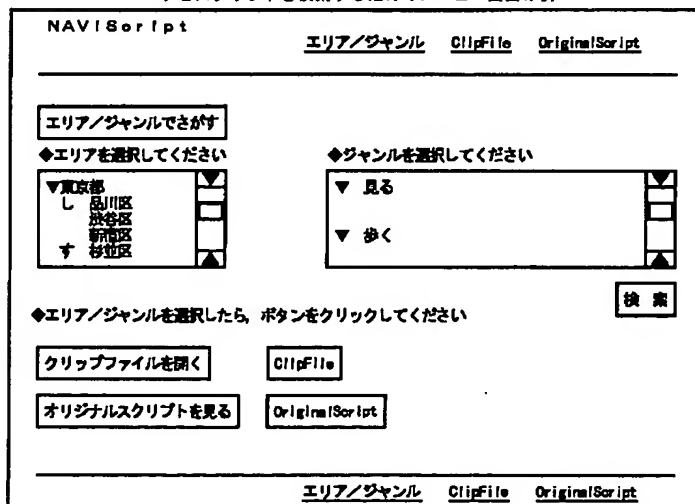 NAVIScript
エリア/ジャンル ClipFile OriginalScript
エリア/ジャンルでさがす
◆エリアを選択してください ◆ジャンルを選択してください
▼東京都
し 品川区
渋谷区
新宿区
す 杉並区
▼ 見る
▼ 歩く
検 索
◆エリア/ジャンルを選択したら,ボタンをクリックしてください
クリップファイルを開く ClipFile
オリジナルスクリプトを見る OriginalScript
エリア/ジャンル ClipFile OriginalScript